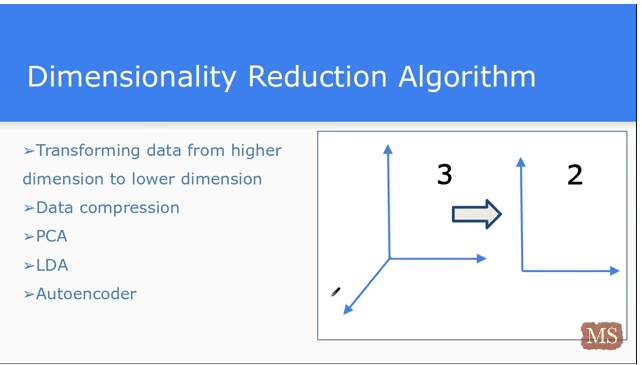 Dimensionality Reduction Algorithm
➢Transforming data from higher
dimension to lower dimension
➢Data compression
➢PCA
➢LDA
➢Autoencoder
3
2
MS